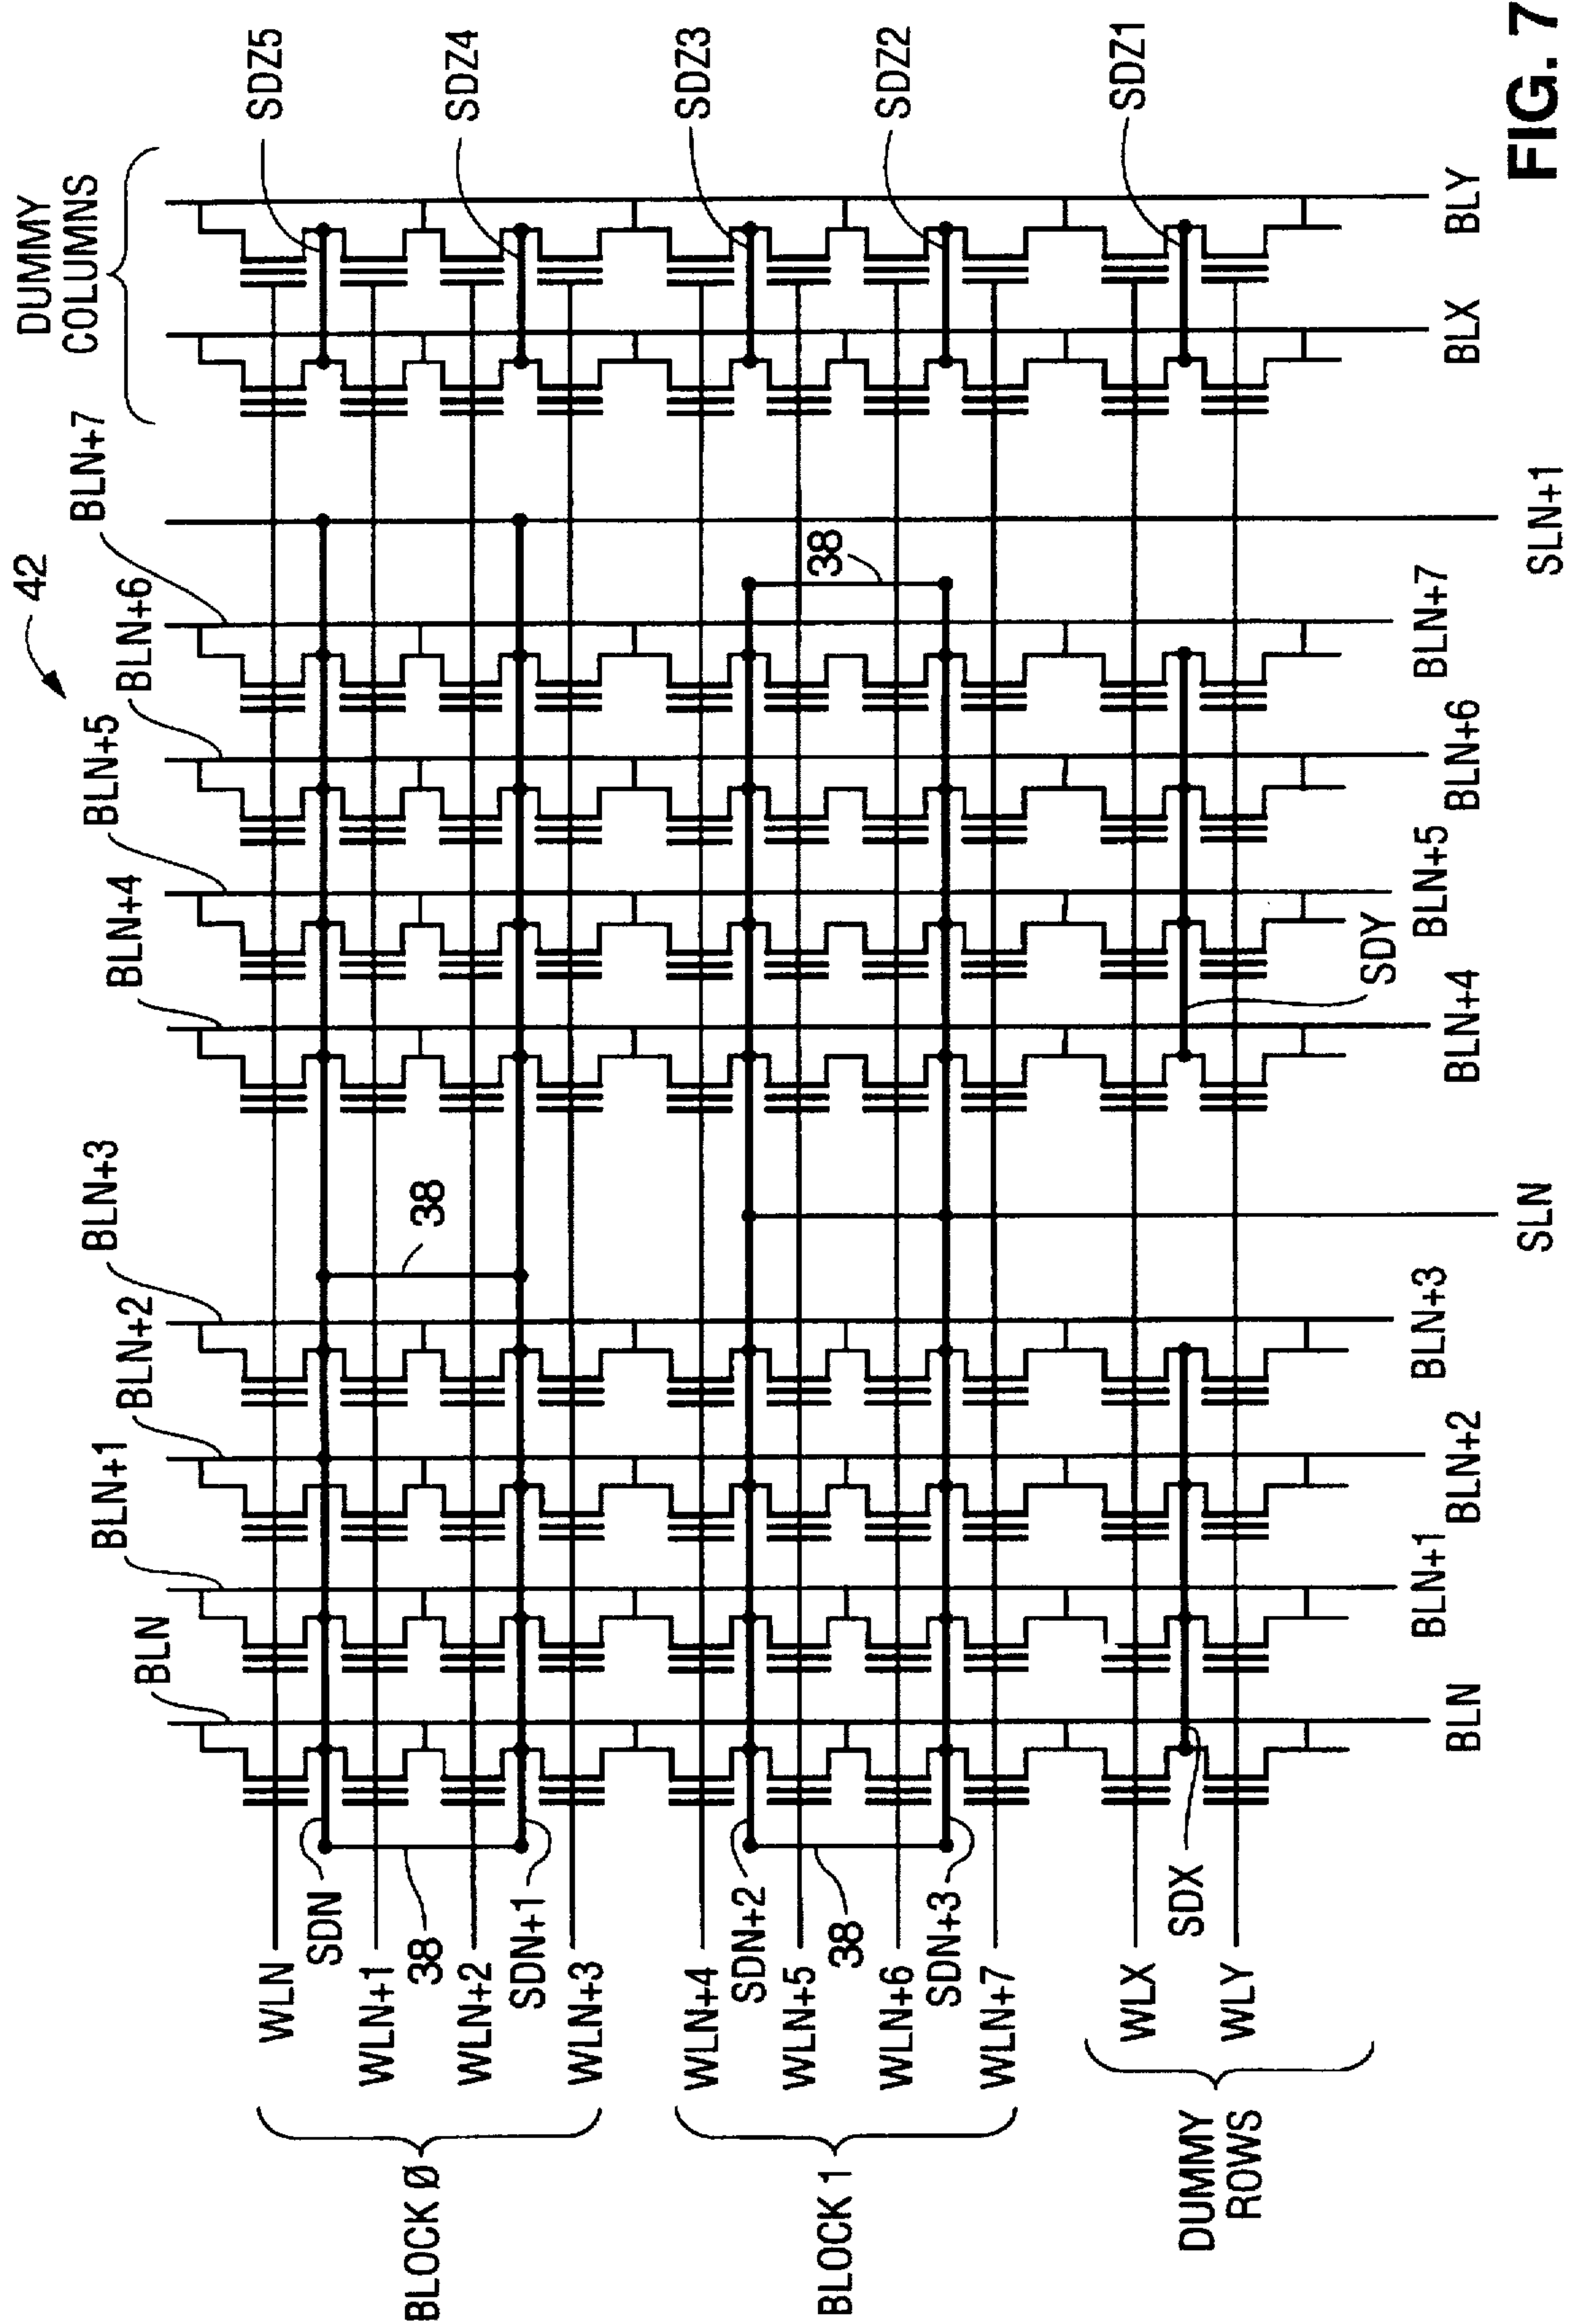 DUMMY
COLUMNS
42
BLN
BLN+1
BLN+2
BLN+3
BLN+4
BLN+5
BLN+6
BLN+7
SDZ5
SDZ4
SDZ3
SDZ2
SDZ1
BLOCK Ø
WLN
SDN
WLN+1
38
WLN+2
SDN+1
WLN+3
38
BLOCK 1
WLN+4
SDN+2
WLN+5
38
WLN+6
SDN+3
WLN+7
38
DUMMY
ROWS
WLX
SDX
WLY
SDY
BLN
BLN+1
BLN+2
BLN+3
SLN
BLN+4
BLN+5
BLN+6
BLN+7
SLN+1
BLX
BLY
FIG. 7